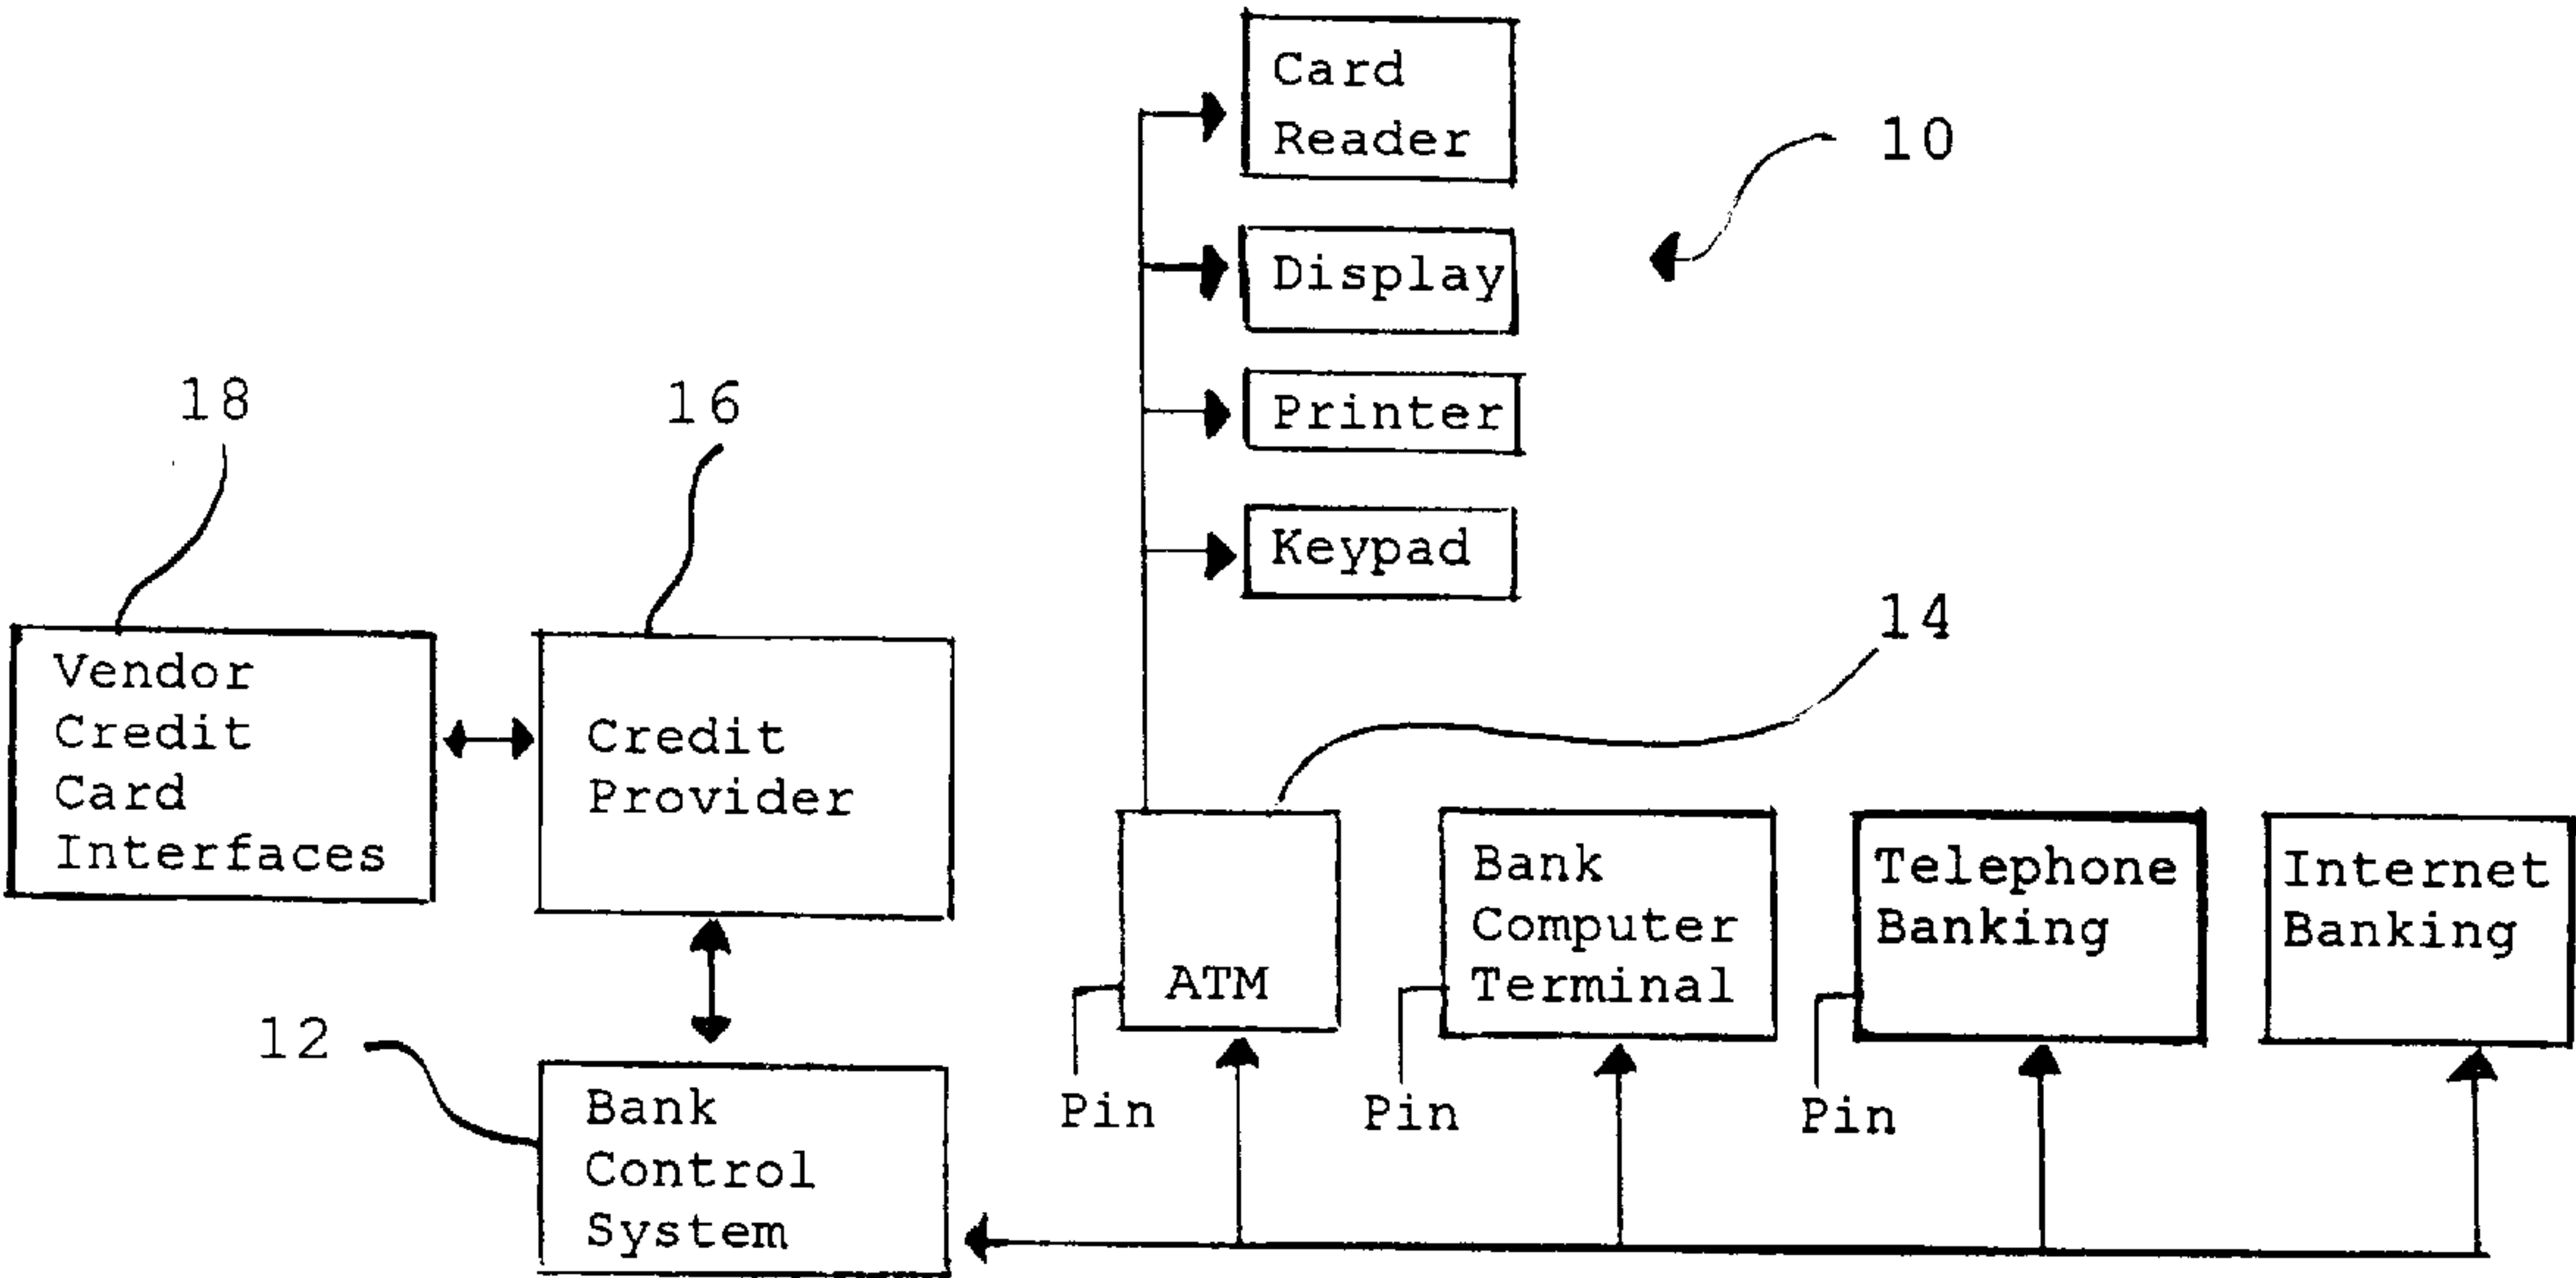 Card
Reader
10
Display
18
16
Printer
Keypad
14
Vendor
Credit
Card
Interfaces
Credit
Provider
ATM
Bank
Computer
Terminal
Telephone
Banking
Internet
Banking
12
Pin
Pin
Pin
Bank
Control
System